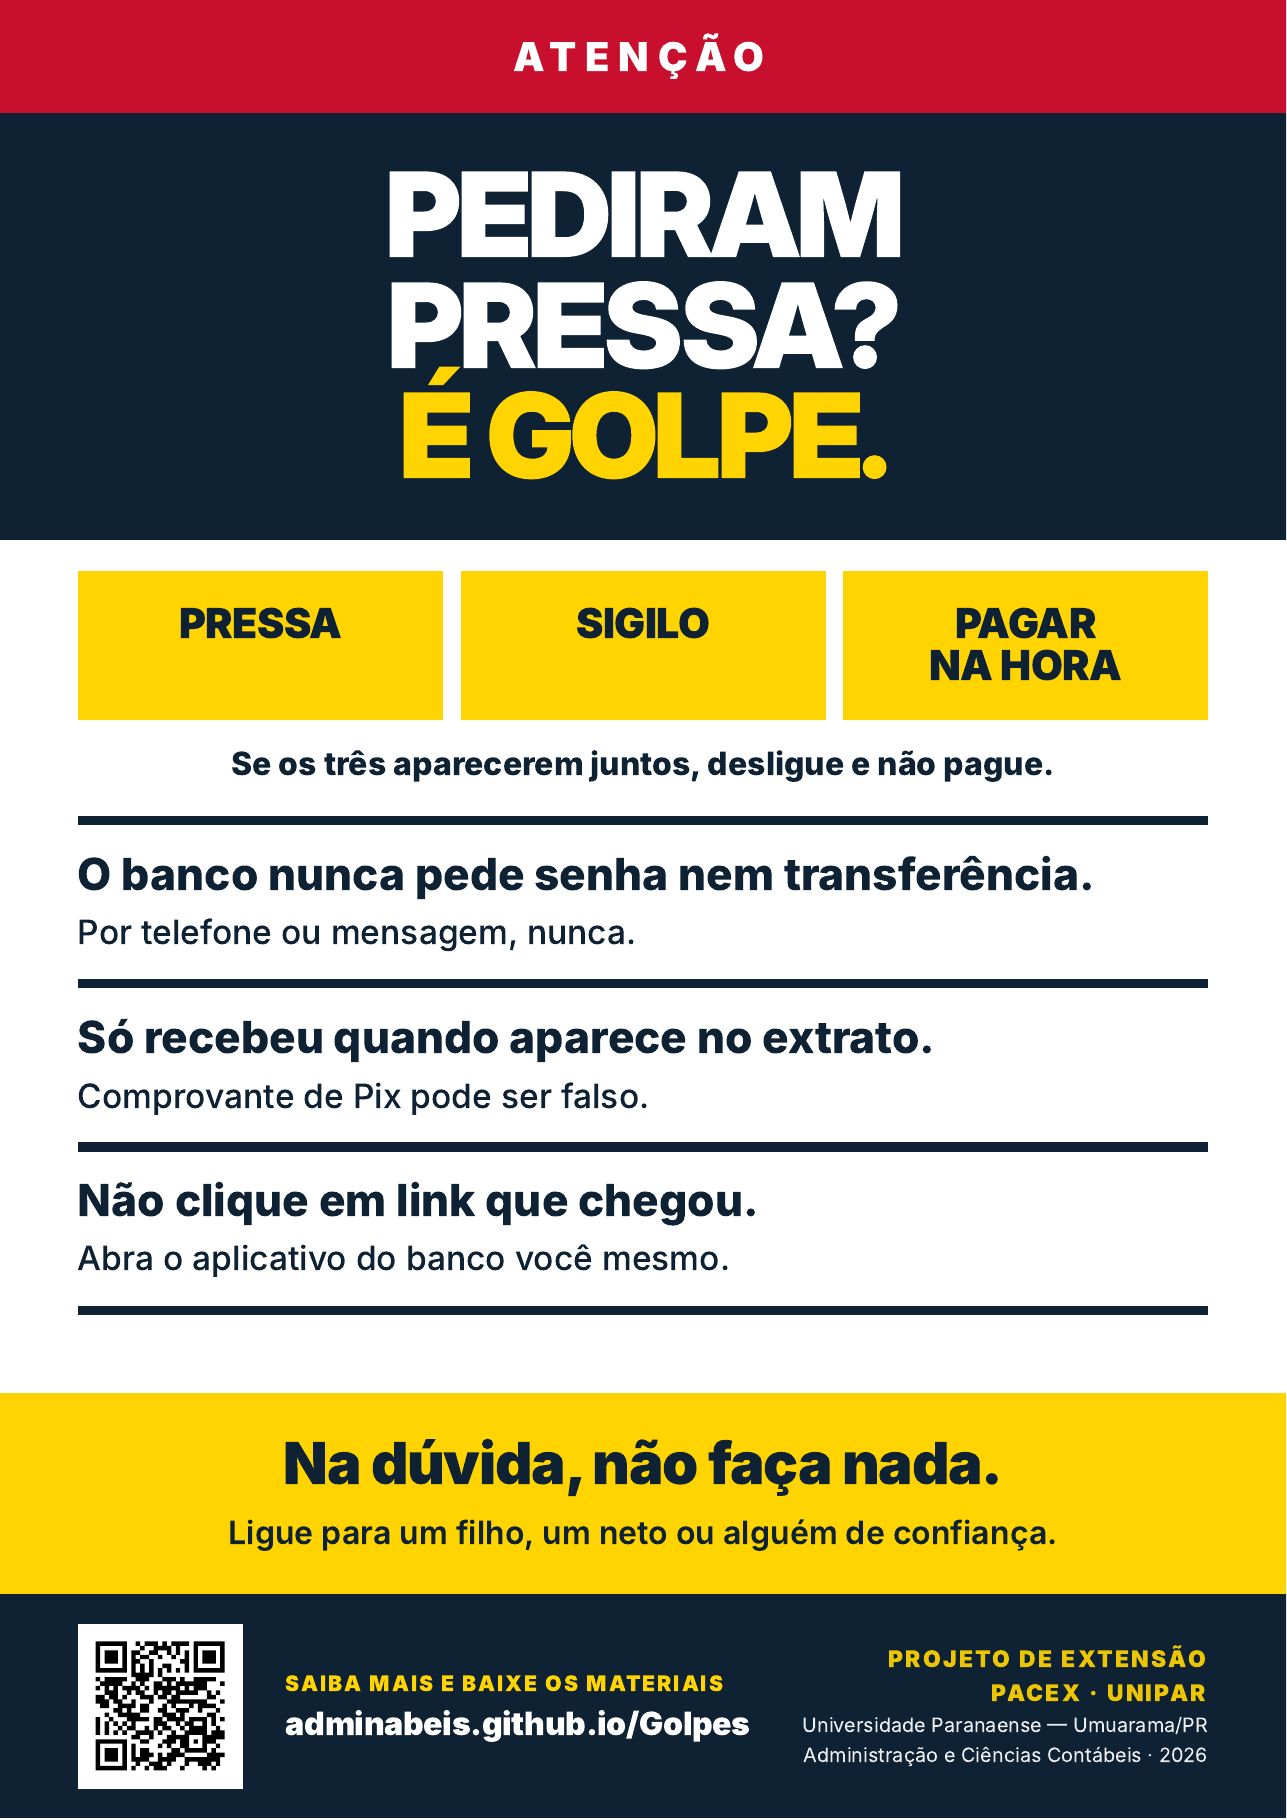 ATENÇÃO
PEDIRAM
PRESSA?
É GOLPE.
PRESSA
SIGILO
PAGAR
NA HORA
Se os três aparecerem juntos, desligue e não pague.
O banco nunca pede senha nem transferência.
Por telefone ou mensagem, nunca.
Só recebeu quando aparece no extrato.
Comprovante de Pix pode ser falso.
Não clique em link que chegou.
Abra o aplicativo do banco você mesmo.
Na dúvida, não faça nada.
Ligue para um filho, um neto ou alguém de confiança.
SAIBA MAIS E BAIXE OS MATERIAIS
adminabeis.github.io/Golpes
PROJETO DE EXTENSÃO
PACEX · UNIPAR
Universidade Paranaense — Umuarama/PR
Administração e Ciências Contábeis · 2026